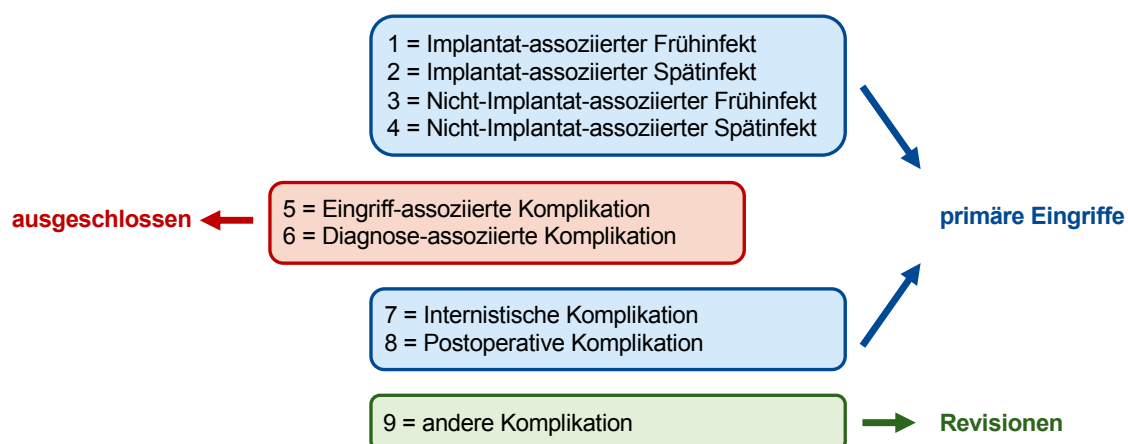 1 = Implantat-assoziierter Frühinfekt
2 = Implantat-assoziierter Spätinfekt
3 = Nicht-Implantat-assoziierter Frühinfekt
4 = Nicht-Implantat-assoziierter Spätinfekt
ausgeschlossen
5 = Eingriff-assoziierte Komplikation
6 = Diagnose-assoziierte Komplikation
primäre Eingriffe
7 = Internistische Komplikation
8 = Postoperative Komplikation
9 = andere Komplikation
Revisionen